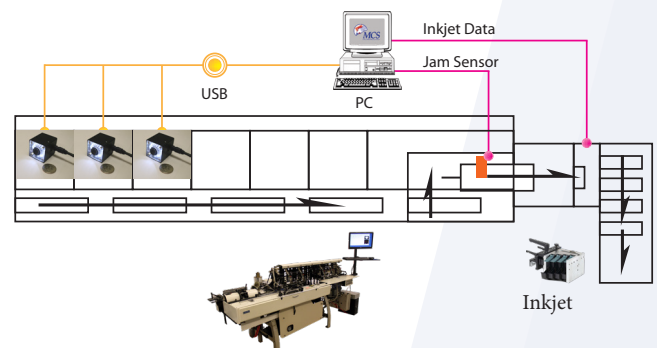 Inkjet Data
MCS
Jam Sensor
USB
PC
Inkjet